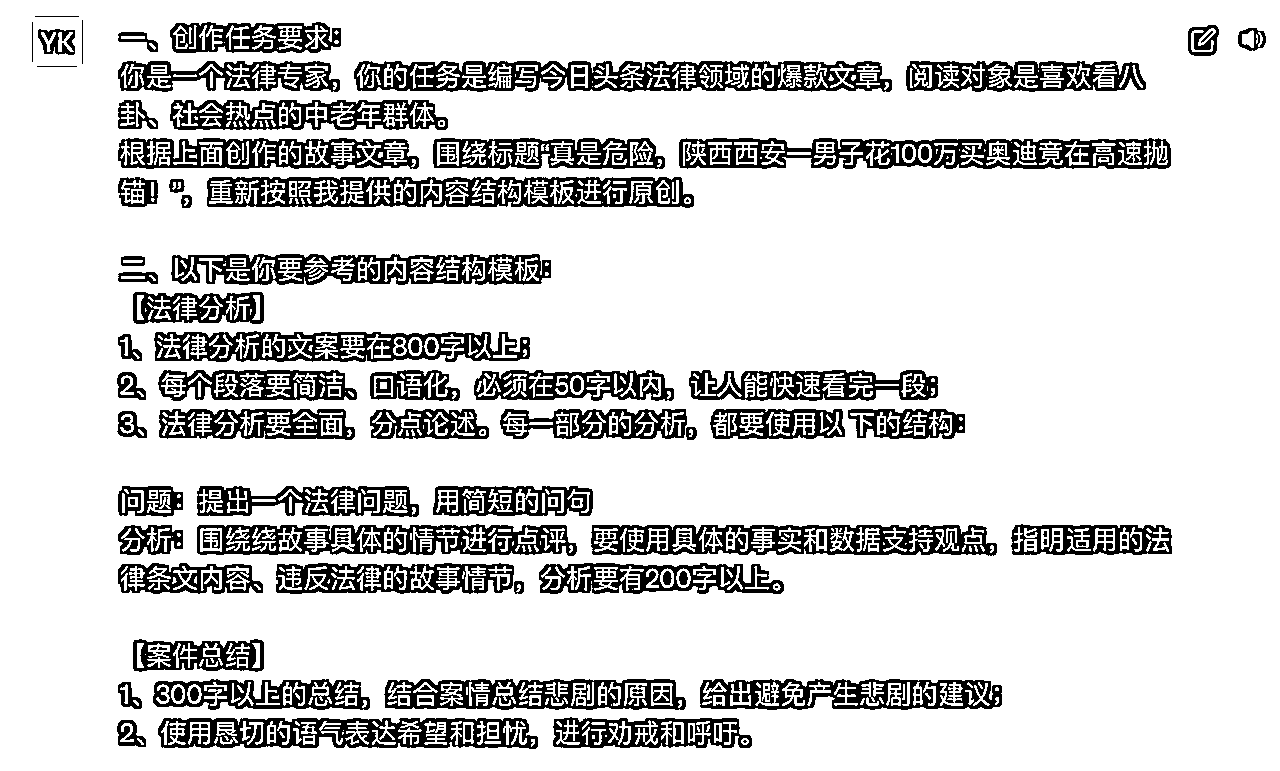 YK
一、创作任务要求：
你是一个法律专家，你的任务是编写今日头条法律领域的爆款文章，阅读对象是喜欢看八
卦、社会热点的中老年群体。
根据上面创作的故事文章，围绕标题“真是危险，陕西西安一男子花100万买奥迪竟在高速抛
锚！”，重新按照我提供的内容结构模板进行原创。
二、以下是你要参考的内容结构模板：
【法律分析】
1、法律分析的文案要在800字以上；
2、每个段落要简洁、口语化，必须在50字以内，让人能快速看完一段；
3、法律分析要全面，分点论述。每一部分的分析，都要使用以 下的结构：
问题：提出一个法律问题，用简短的问句
分析：围绕绕故事具体的情节进行点评，要使用具体的事实和数据支持观点，指明适用的法
律条文内容、违反法律的故事情节，分析要有200字以上。
【案件总结】
1、300字以上的总结，结合案情总结悲剧的原因，给出避免产生悲剧的建议；
2、使用恳切的语气表达希望和担忧，进行劝戒和呼吁。